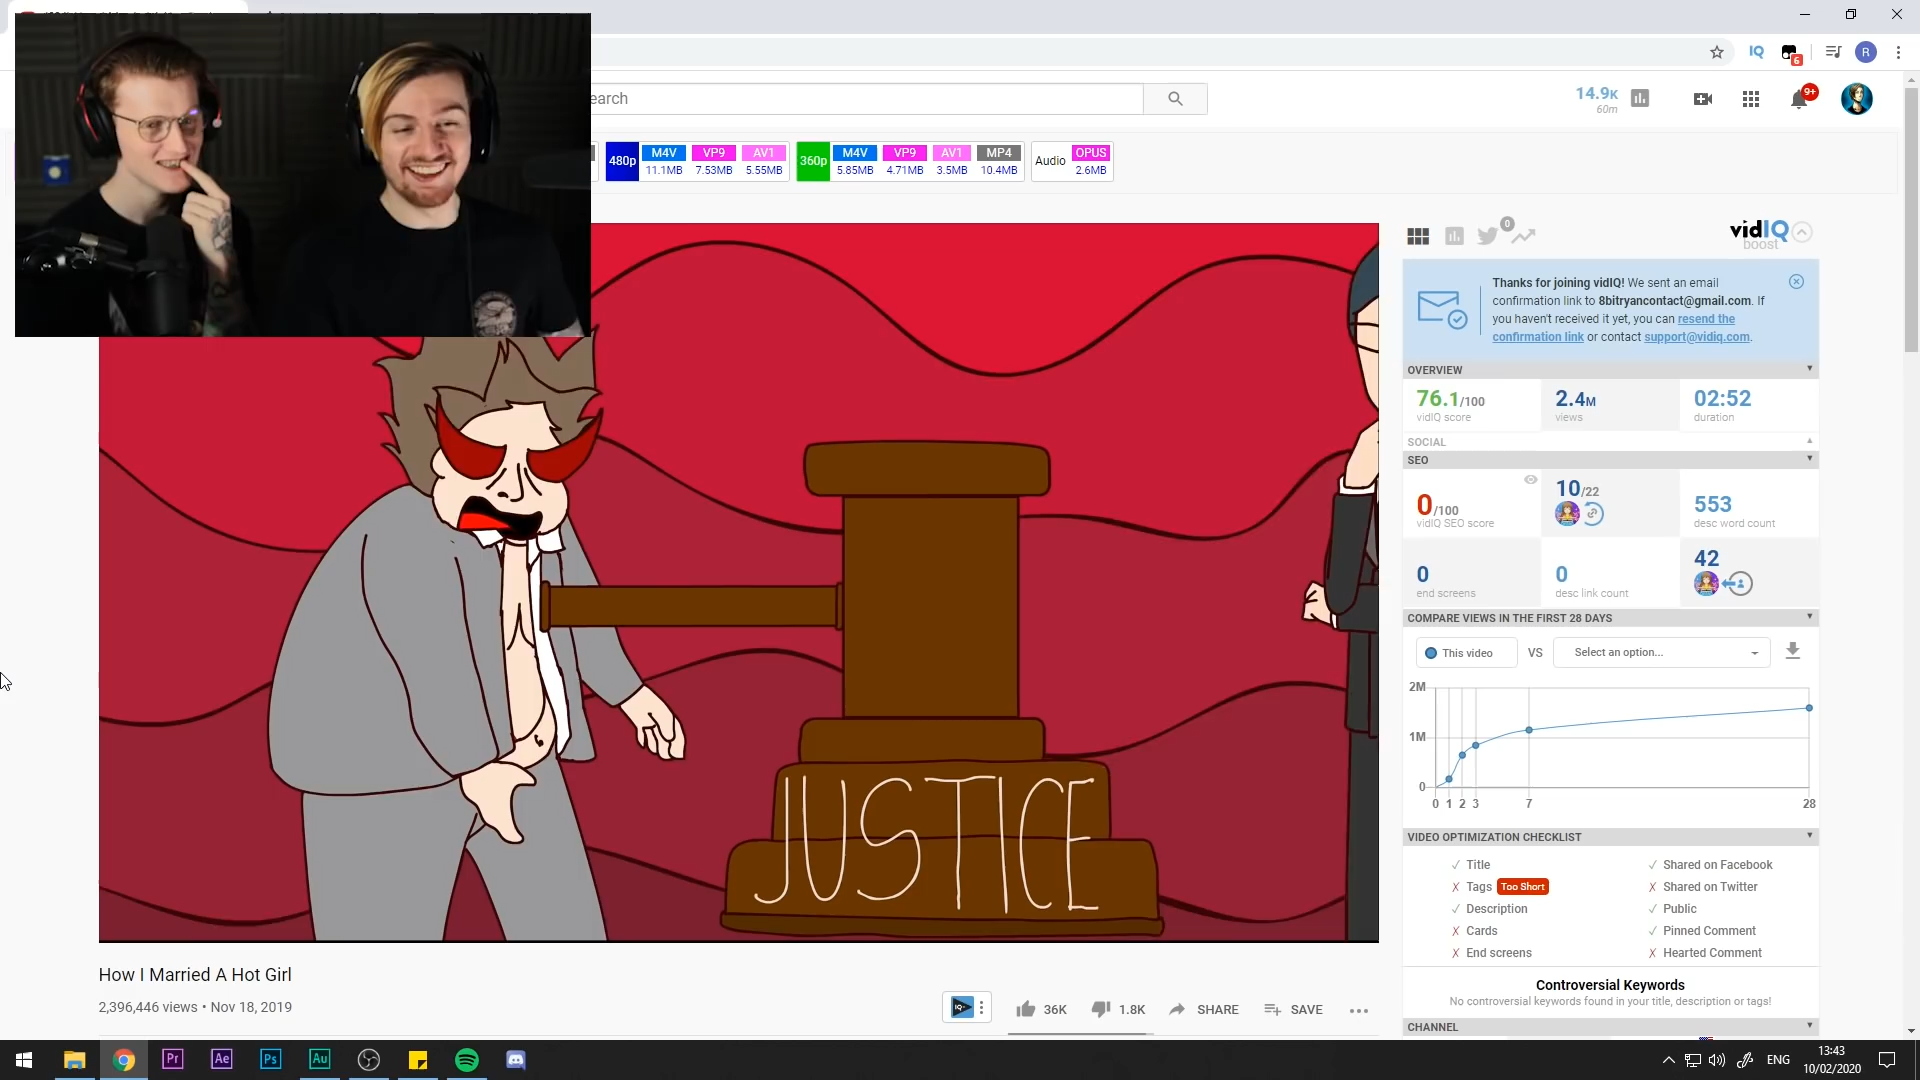 IQ
6
R
earch
14.9K
60m
9+
480p M4V VP9 AV1 360p M4V VP9 AV1 MP4 Audio OPUS
11.1MB 7.53MB 5.55MB 5.85MB 4.71MB 3.5MB 10.4MB 2.6MB
0
vidIQ
boost
Thanks for joining vidIQ! We sent an email
confirmation link to 8bitryancontact@gmail.com. If
you haven't received it yet, you can resend the
confirmation link or contact support@vidiq.com.
OVERVIEW
76.1/100 2.4M 02:52
vidIQ score views duration
SOCIAL
SEO
0/100 10/22 553
vidIQ SEO score desc word count
0 0 42
end screens desc link count
COMPARE VIEWS IN THE FIRST 28 DAYS
This video VS Select an option...
2M
1M
0
0 1 2 3 7 28
VIDEO OPTIMIZATION CHECKLIST
✓ Title ✓ Shared on Facebook
✗ Tags Too Short ✗ Shared on Twitter
✓ Description ✓ Public
✗ Cards ✓ Pinned Comment
✗ End screens ✗ Hearted Comment
Controversial Keywords
No controversial keywords found in your title, description or tags!
CHANNEL
JUSTICE
How I Married A Hot Girl
2,396,446 views • Nov 18, 2019
36K 1.8K SHARE SAVE
Pr Ae Ps Au
ENG
13:43
10/02/2020